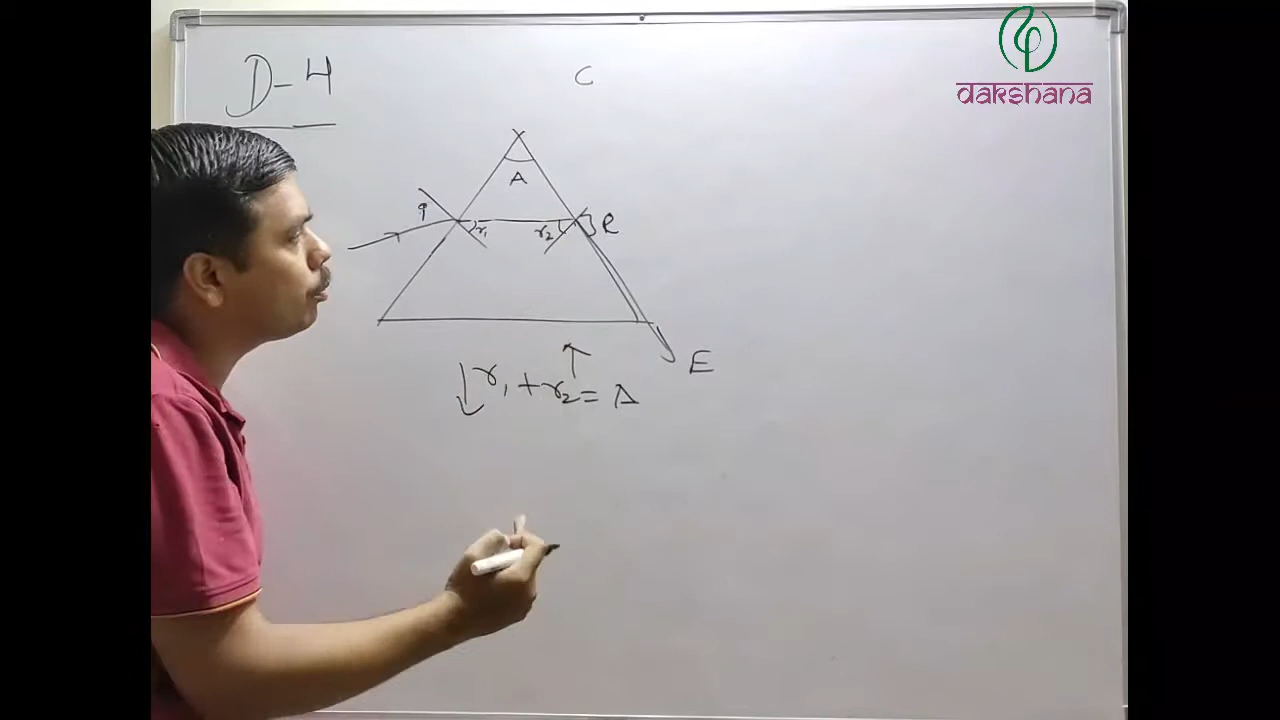 D-4
C
dakshana
A
i
r₁
r₂
R
E
↓r₁ + r₂↑ = A